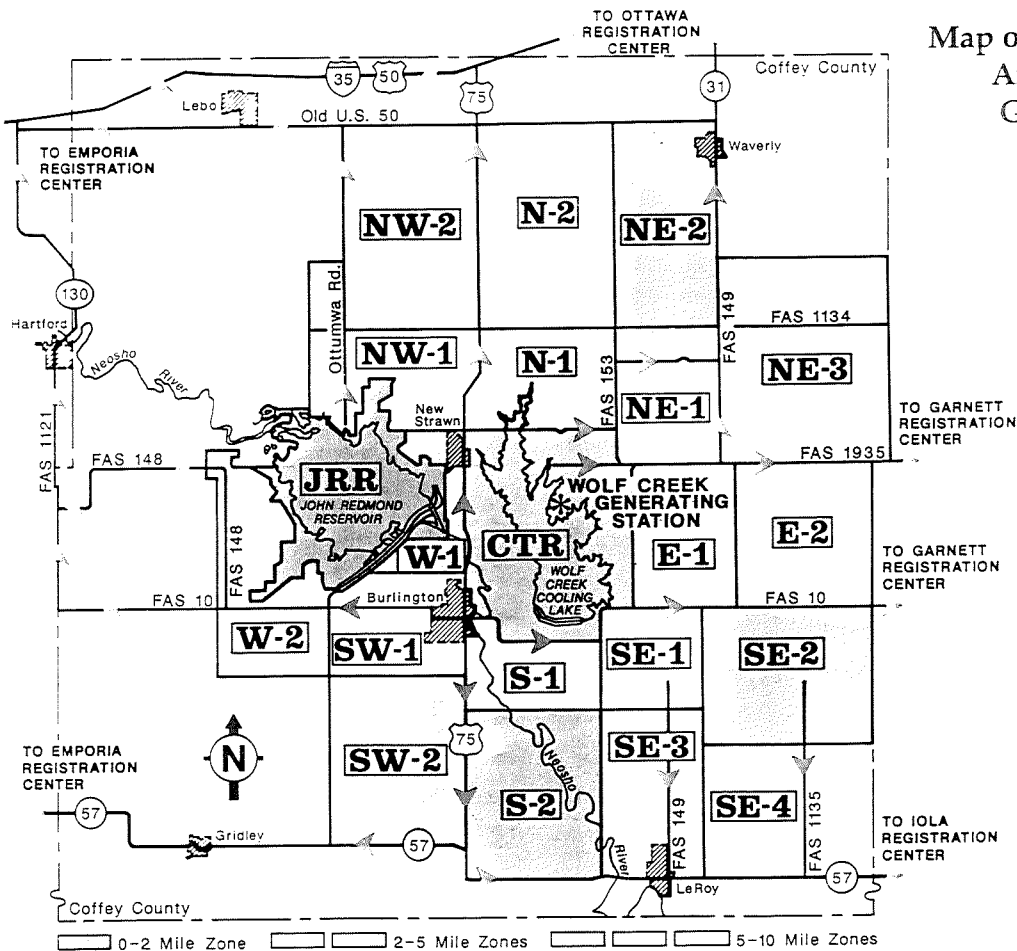 TO OTTAWA
REGISTRATION
CENTER
Map o
A
G
35
50
75
Coffey County
31
Lebo
Old U.S. 50
Waverly
TO EMPORIA
REGISTRATION
CENTER
NW-2
N-2
NE-2
Ottumwa Rd.
130
FAS 149
FAS 1134
Hartford
Neosho
River
NW-1
N-1
FAS 153
NE-1
NE-3
New
Strawn
FAS 1121
TO GARNETT
REGISTRATION
CENTER
FAS 148
FAS 1935
JRR
JOHN REDMOND
RESERVOIR
WOLF CREEK
GENERATING
STATION
FAS 148
W-1
CTR
WOLF
CREEK
COOLING
LAKE
E-1
E-2
TO GARNETT
REGISTRATION
CENTER
FAS 10
Burlington
FAS 10
W-2
SW-1
S-1
SE-1
SE-2
N
75
SW-2
Neosho
SE-3
TO EMPORIA
REGISTRATION
CENTER
57
S-2
FAS 149
SE-4
FAS 1135
Gridley
57
River
TO IOLA
REGISTRATION
CENTER
57
LeRoy
Coffey County
0-2 Mile Zone
2-5 Mile Zones
5-10 Mile Zones